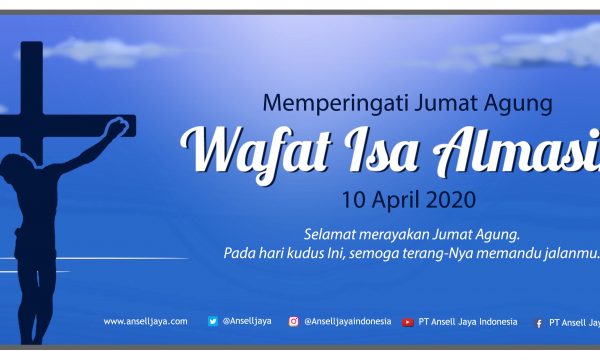 Memperingati Jumat Agung
Wafat Isa Almasi
10 April 2020
Selamat merayakan Jumat Agung.
Pada hari kudus Ini, semoga terang-Nya memandu jalanmu.
www.anselljaya.com @Anselljaya @Anselljayaindonesia PT Ansell Jaya Indonesia PT Ansell Jay